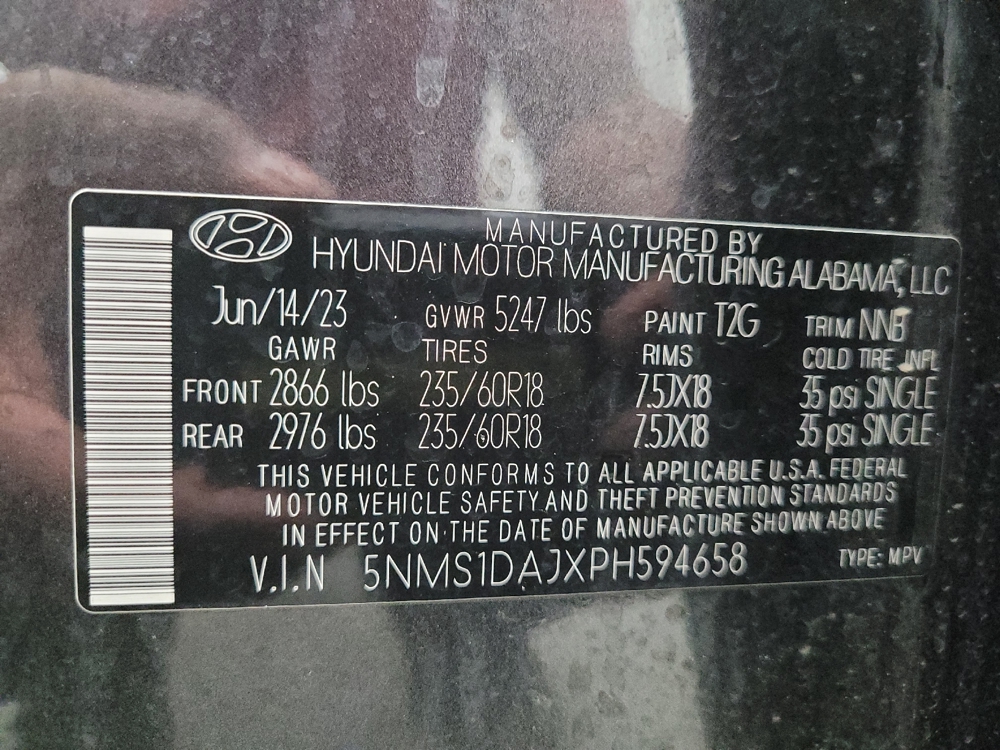 MANUFACTURED BY
HYUNDAI MOTOR MANUFACTURING ALABAMA, LLC
Jun/14/23 GVWR 5247 lbs PAINT T2G TRIM NNB
GAWR TIRES RIMS COLD TIRE INFL
FRONT 2866 lbs 235/60R18 7.5JX18 35 psi SINGLE
REAR 2976 lbs 235/60R18 7.5JX18 35 psi SINGLE
THIS VEHICLE CONFORMS TO ALL APPLICABLE U.S.A. FEDERAL
MOTOR VEHICLE SAFETY AND THEFT PREVENTION STANDARDS
IN EFFECT ON THE DATE OF MANUFACTURE SHOWN ABOVE
V.I.N 5NMS1DAJXPH594658 TYPE: MPV